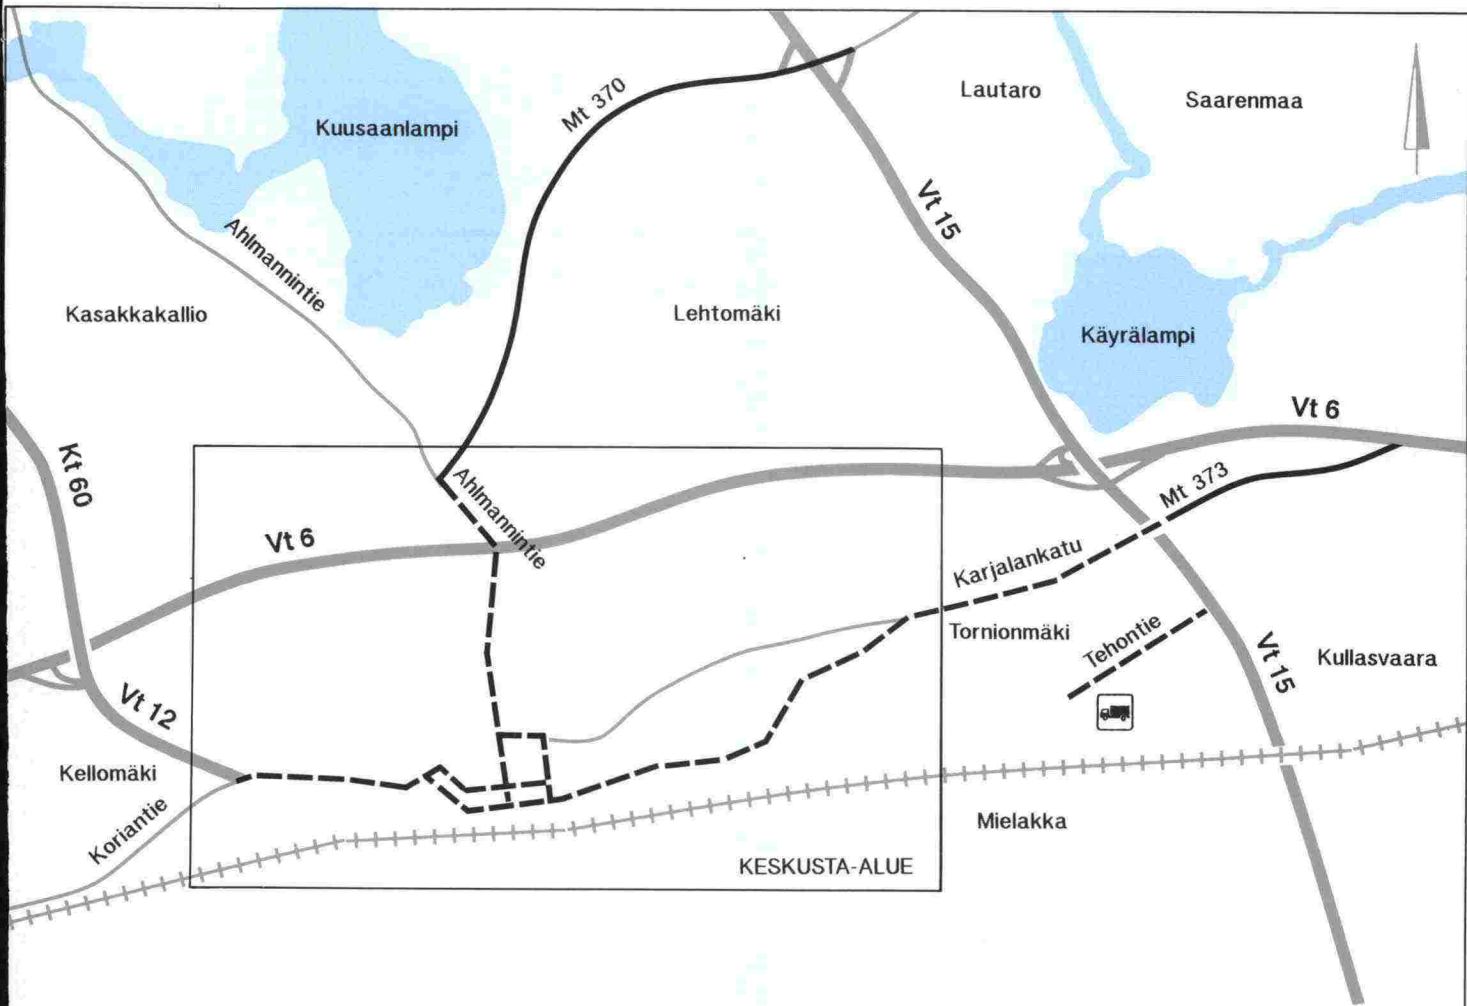 Lautaro
Saarenmaa
Mt 370
Kuusaanlampi
Vt 15
Ahlmannintie
Kasakkakallio
Lehtomäki
Käyrälampi
Vt 6
Kt 60
Ahlmannintie
Mt 373
Vt 6
Karjalankatu
Tornionmäki
Tehontie
Kullasvaara
Vt 15
Vt 12
Kellomäki
Koriantie
Mielakka
KESKUSTA-ALUE